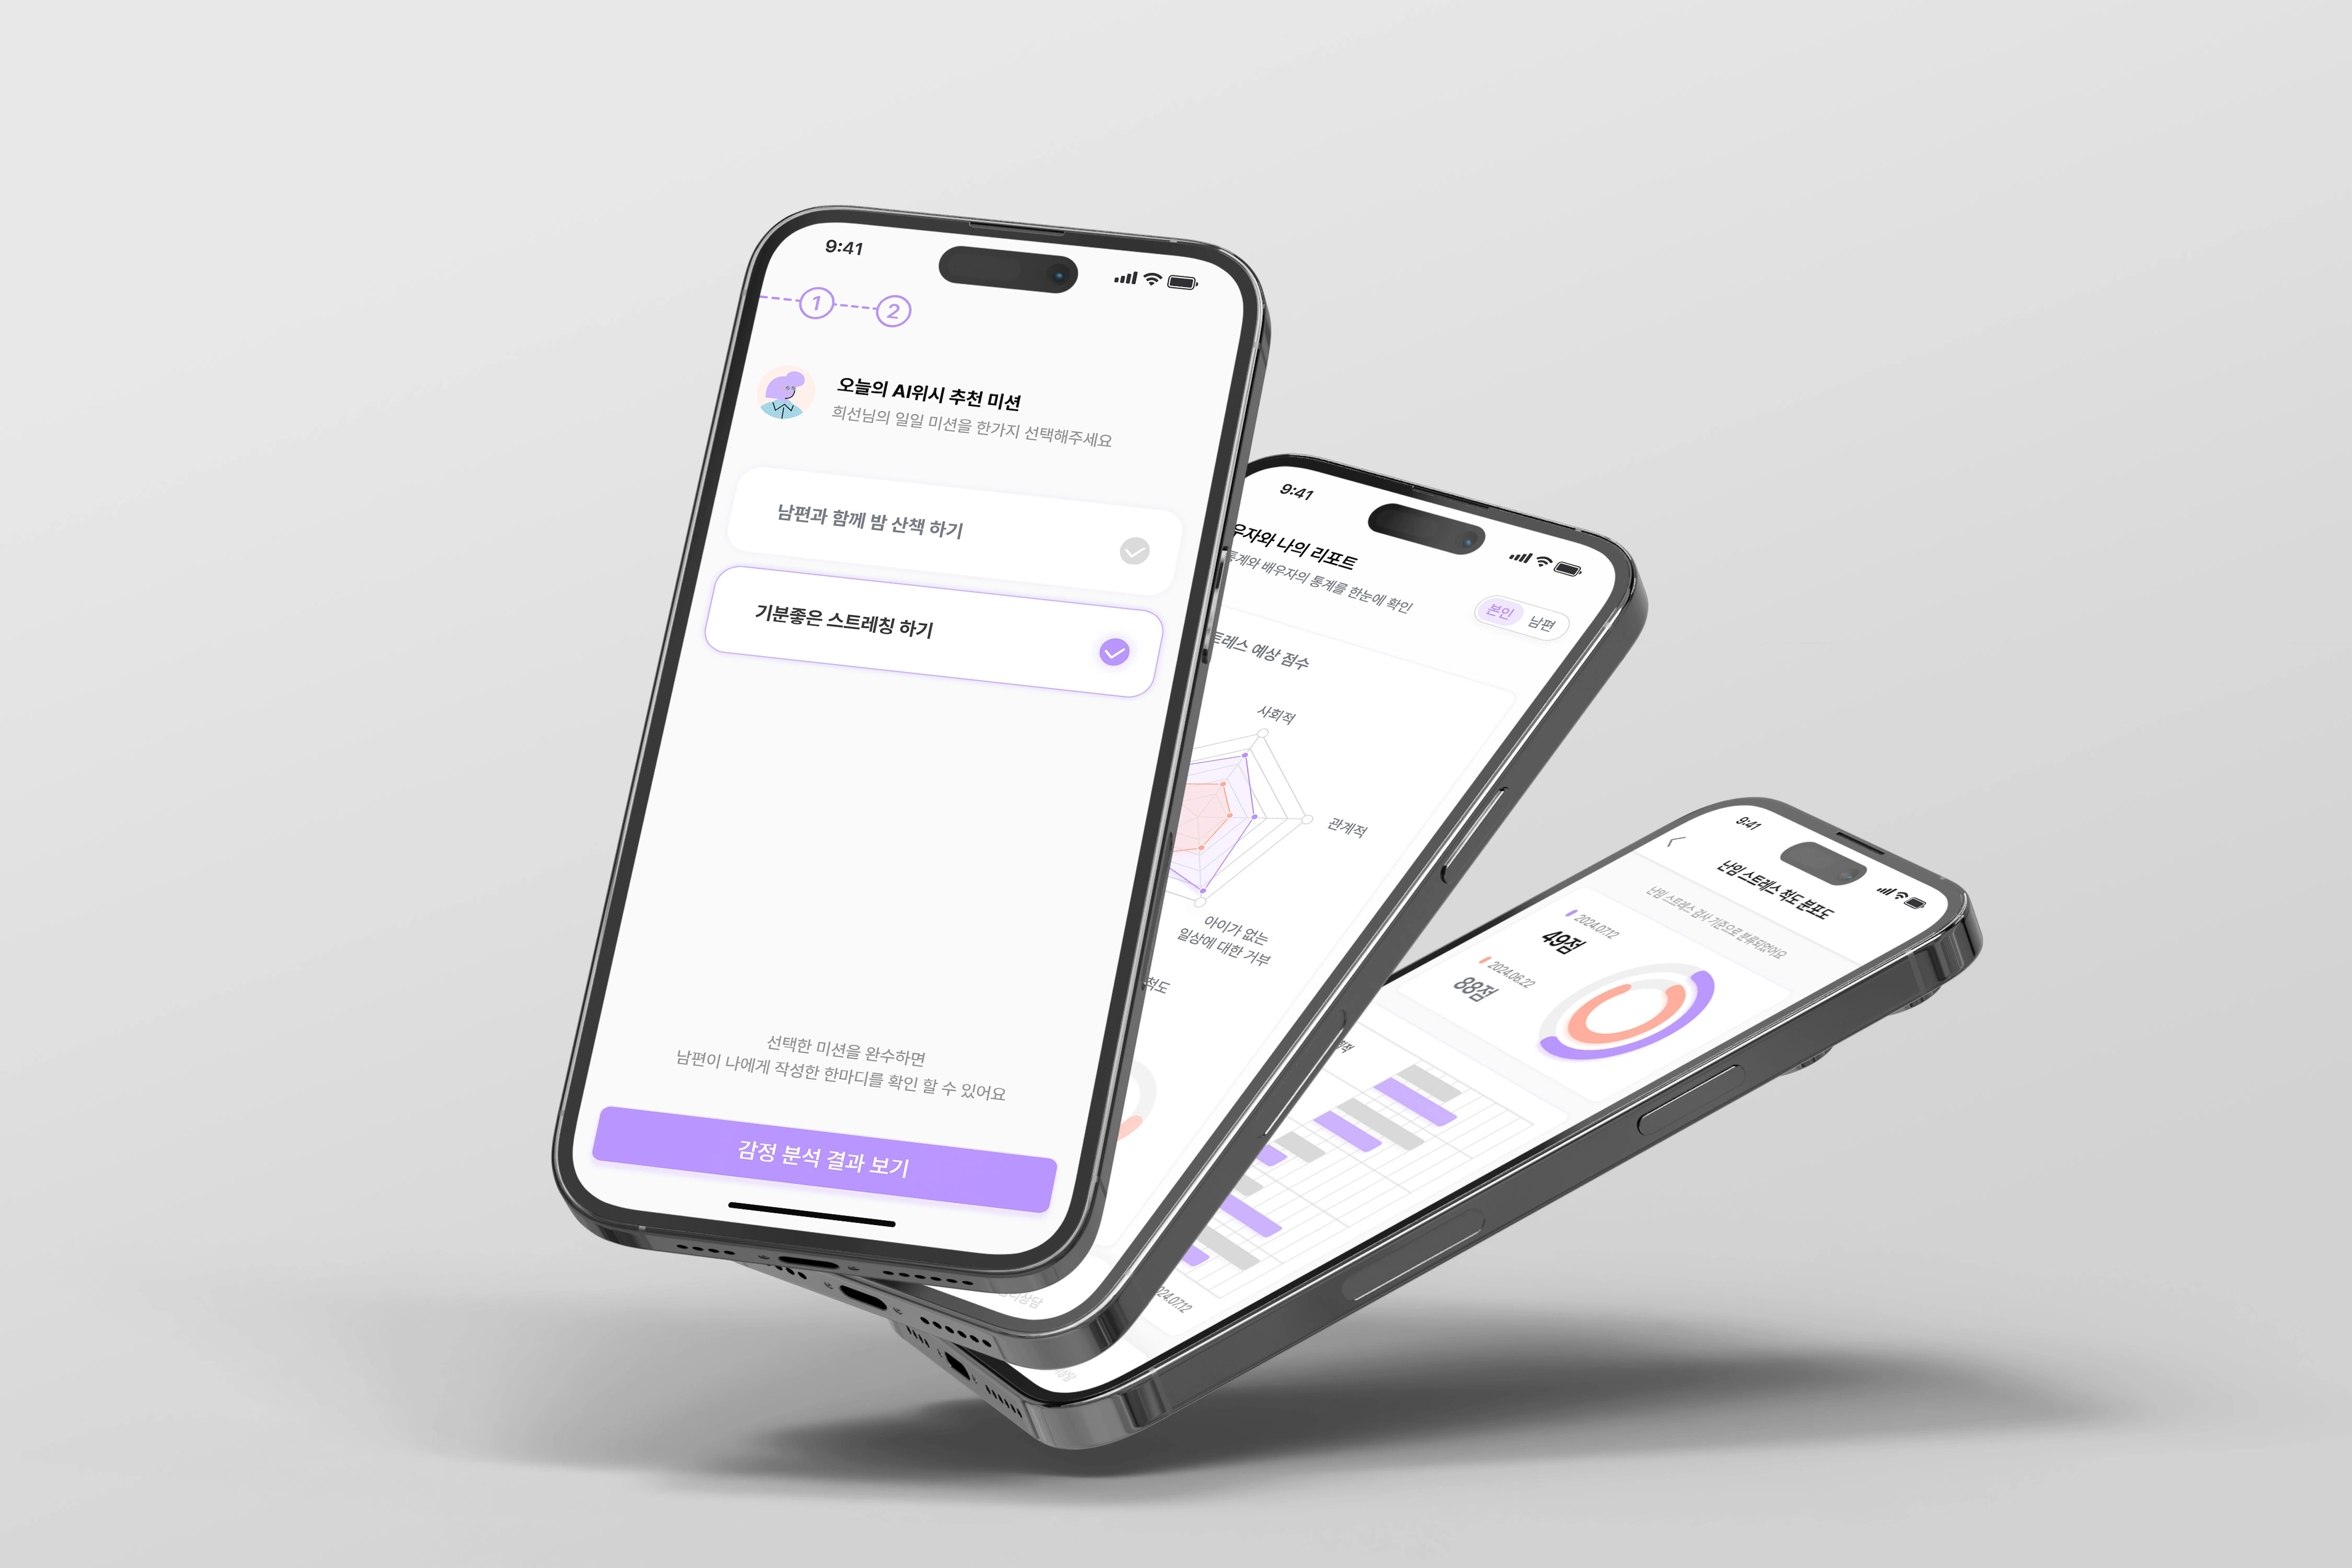 9:41
1
2
오늘의 AI위시 추천 미션
희선님의 일일 미션을 한가지 선택해주세요
남편과 함께 밤 산책 하기
기분좋은 스트레칭 하기
선택한 미션을 완수하면
남편이 나에게 작성한 한마디를 확인 할 수 있어요
감정 분석 결과 보기
9:41
우자와 나의 리포트
통계와 배우자의 통계를 한눈에 확인
본인 남편
트레스 예상 점수
사회적
관계적
아이가 없는
일상에 대한 거부
척도
9:41
난임 스트레스 척도 분포도
난임 스트레스 검사 기준으로 분류되었어요
2024.07.12
49점
2024.06.22
88점
24.07.12